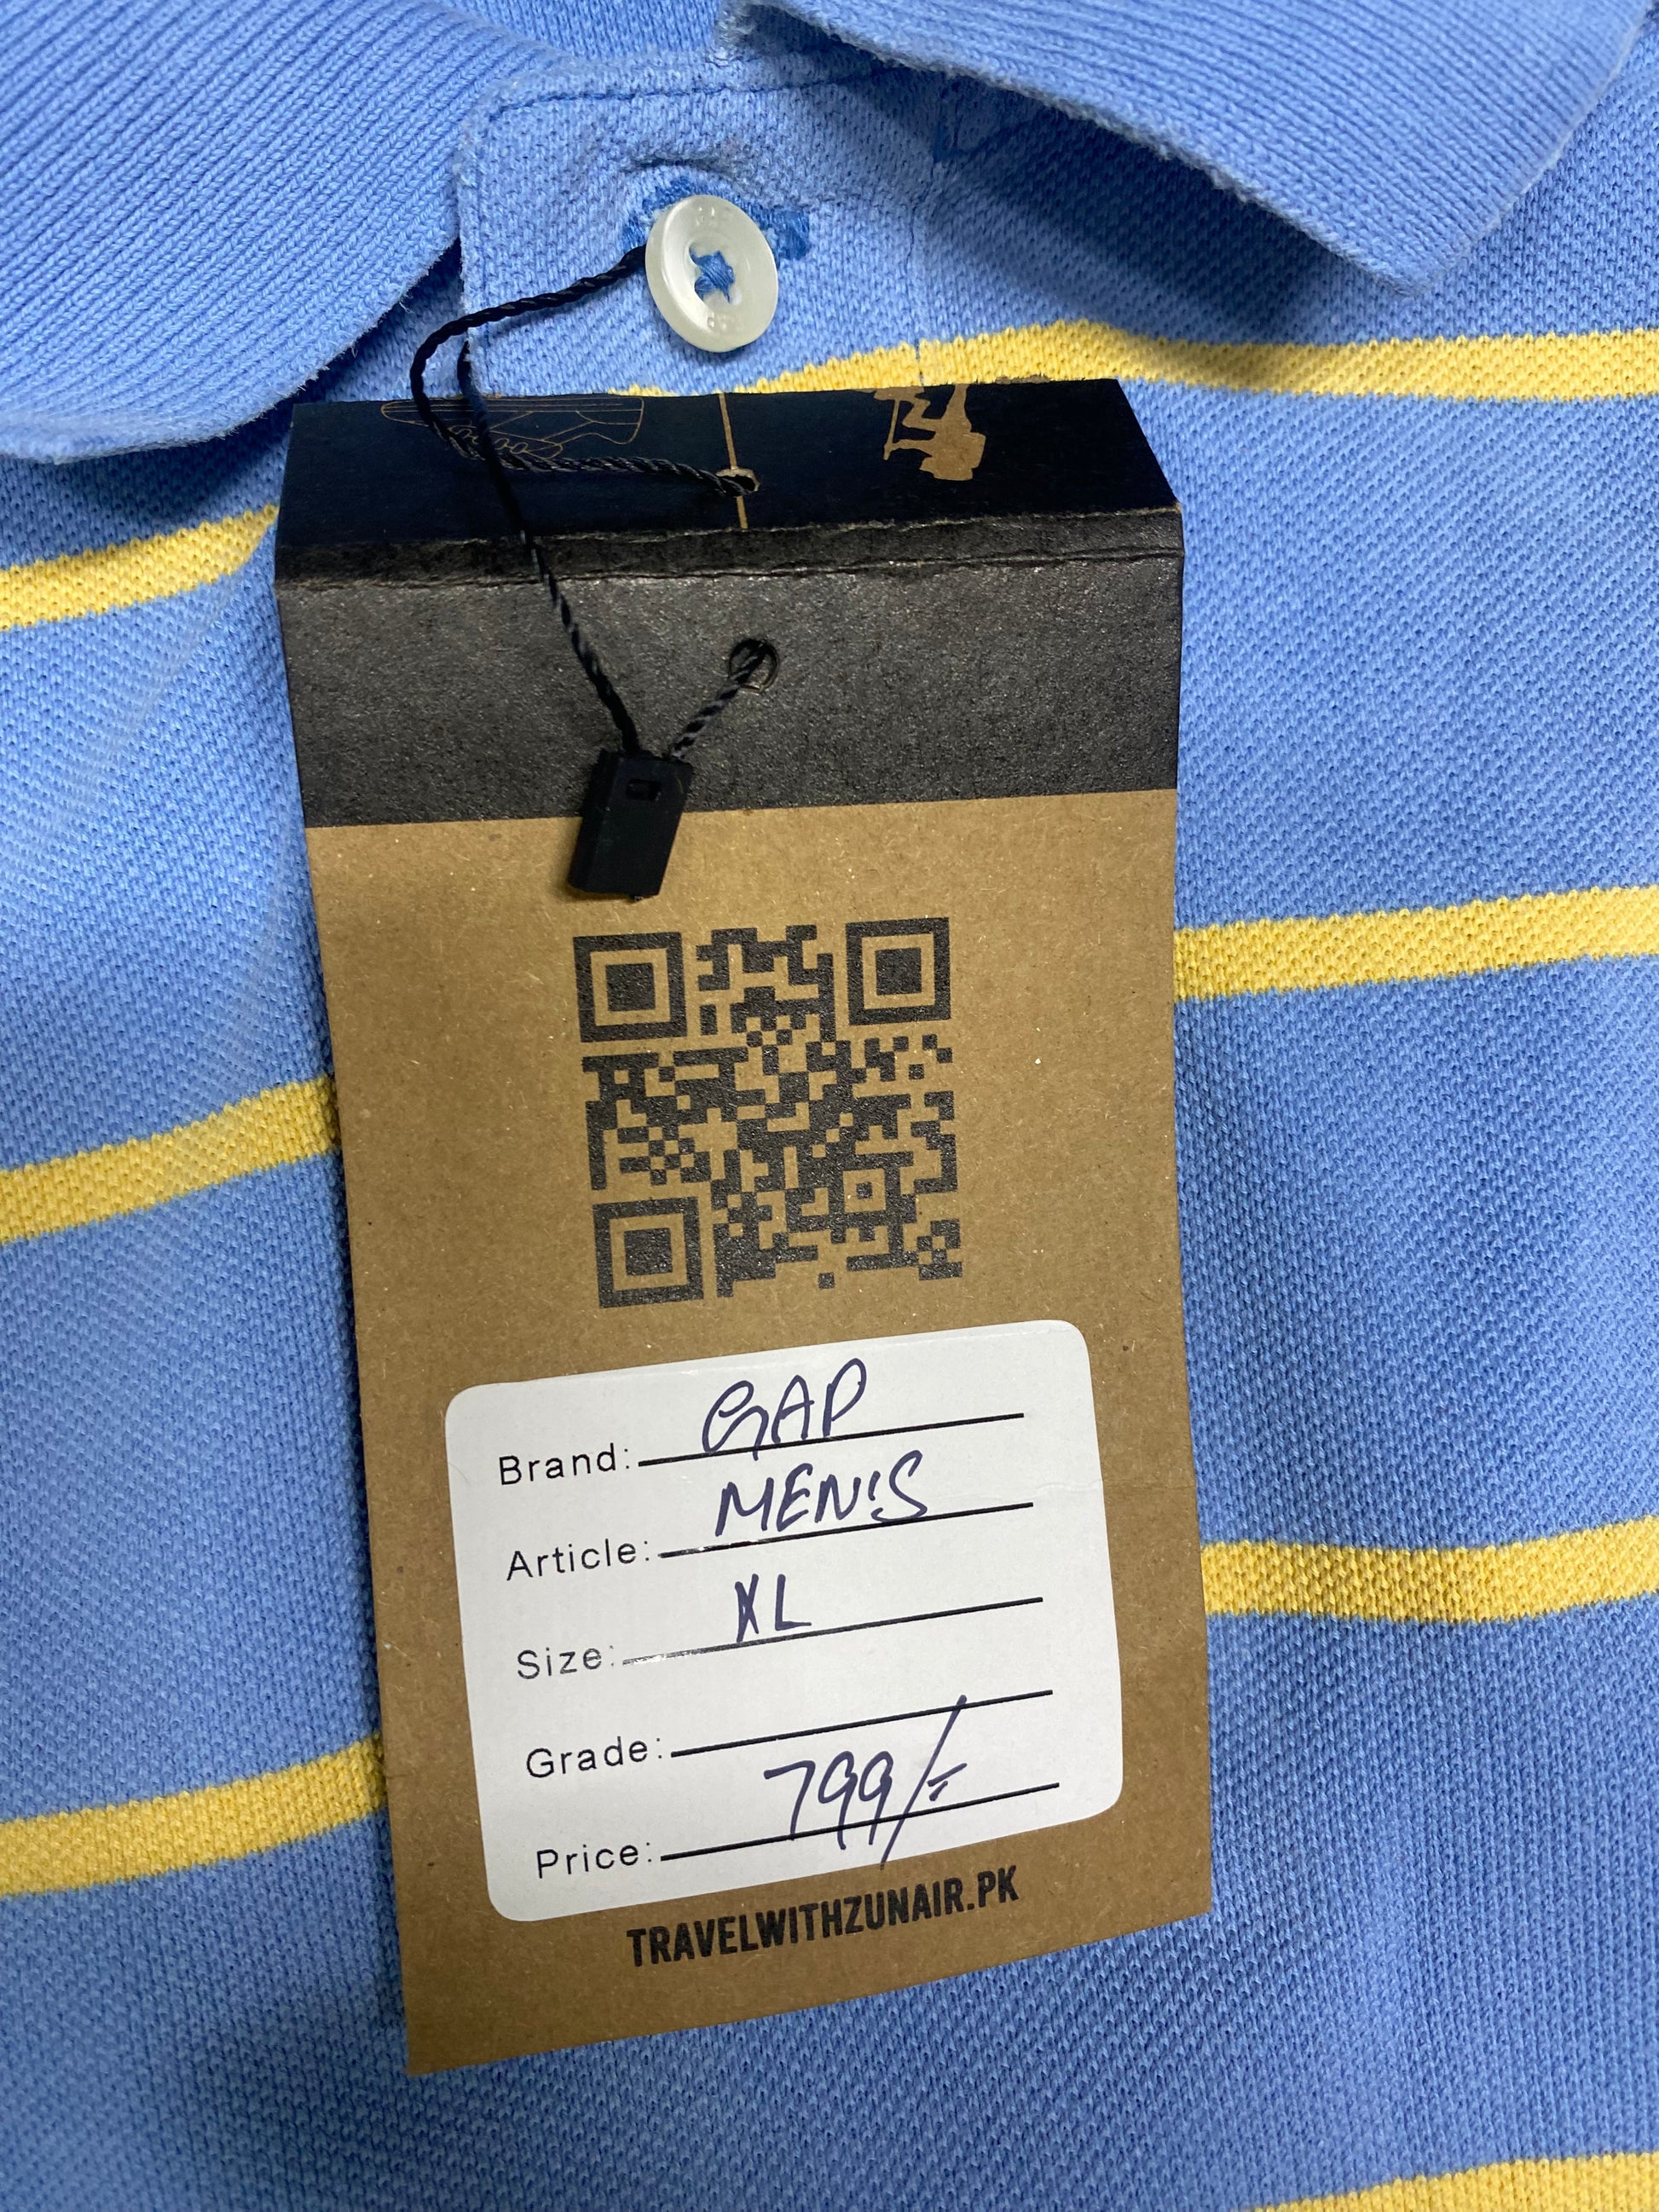 Brand: GAP
Article: MEN'S
Size: XL
Grade:
Price: 799/-
TRAVELWITHZUNAIR.PK